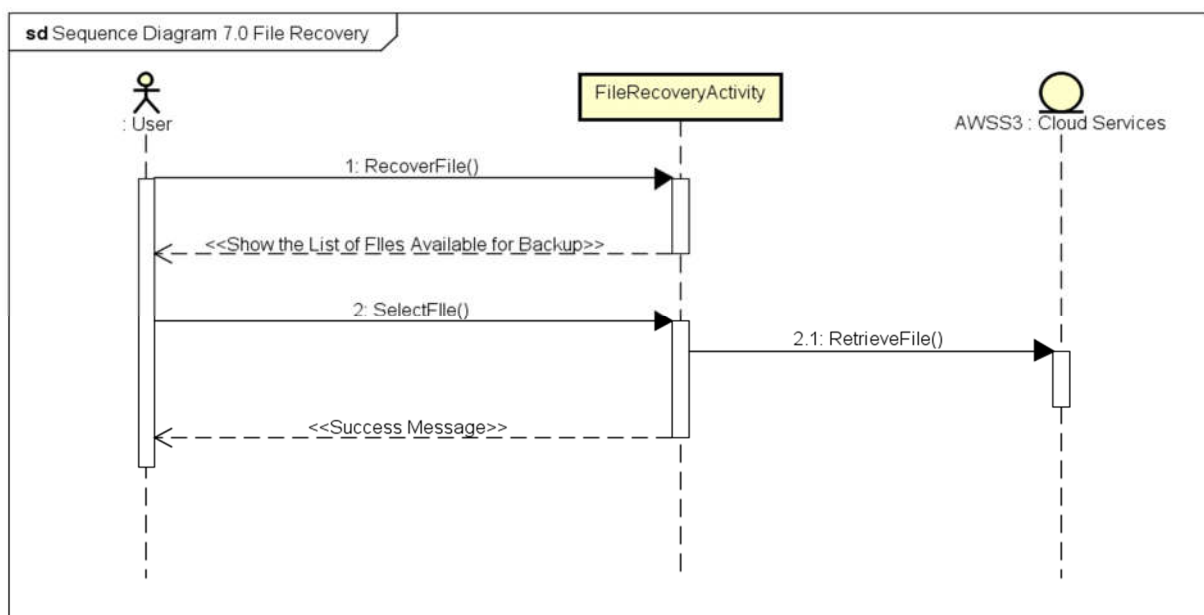 sd Sequence Diagram 7.0 File Recovery
: User
FileRecoveryActivity
AWSS3 : Cloud Services
1: RecoverFile()
<<Show the List of FIles Available for Backup>>
2: SelectFIle()
2.1: RetrieveFile()
<<Success Message>>